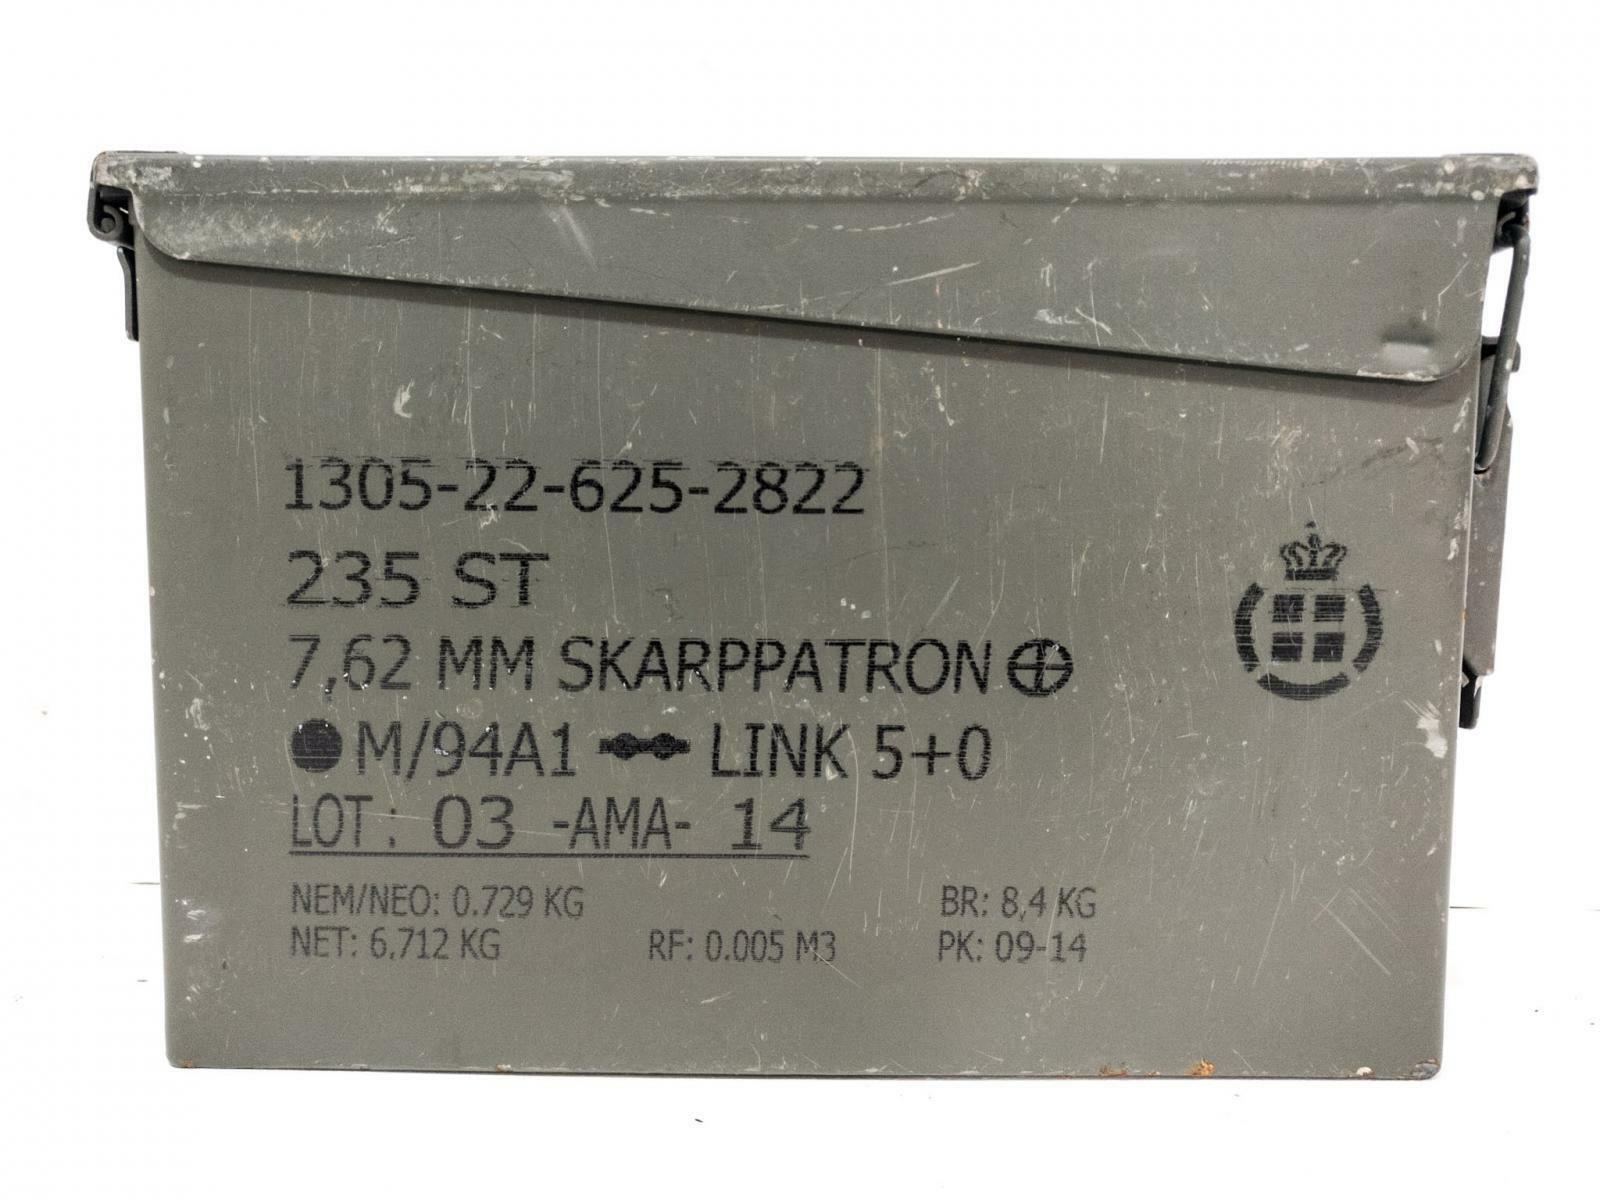 1305-22-625-2822
235 ST
7,62 MM SKARPPATRON
M/94A1 LINK 5+0
LOT: 03 -AMA- 14
NEM/NEO: 0.729 KG BR: 8,4 KG
NET: 6.712 KG RF: 0.005 M3 PK: 09-14